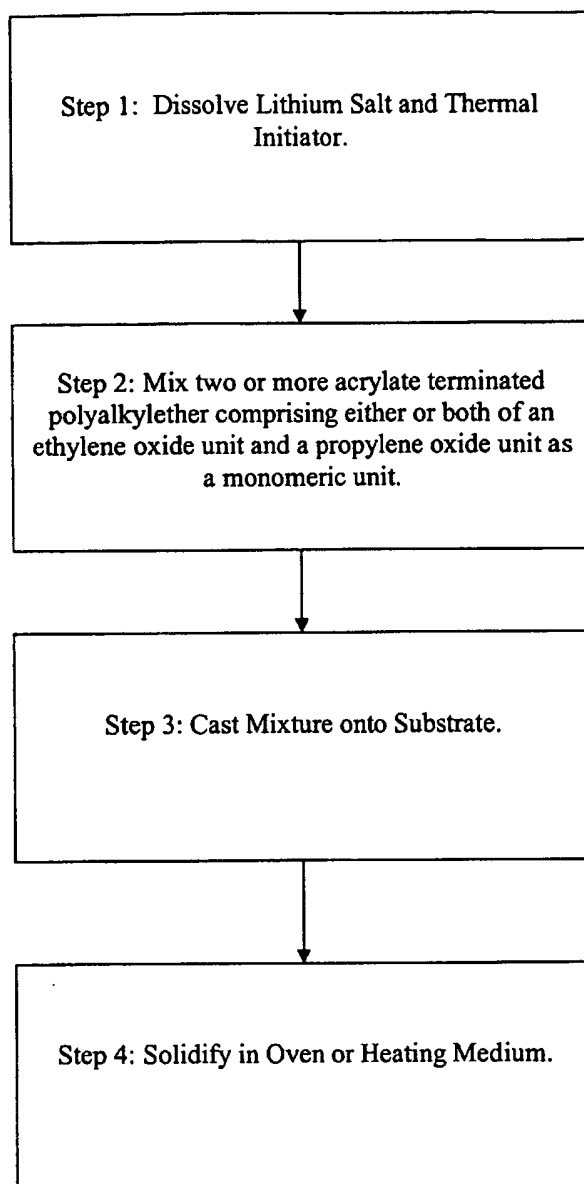 Step 1: Dissolve Lithium Salt and Thermal
Initiator.
Step 2: Mix two or more acrylate terminated
polyalkylether comprising either or both of an
ethylene oxide unit and a propylene oxide unit as
a monomeric unit.
Step 3: Cast Mixture onto Substrate.
Step 4: Solidify in Oven or Heating Medium.